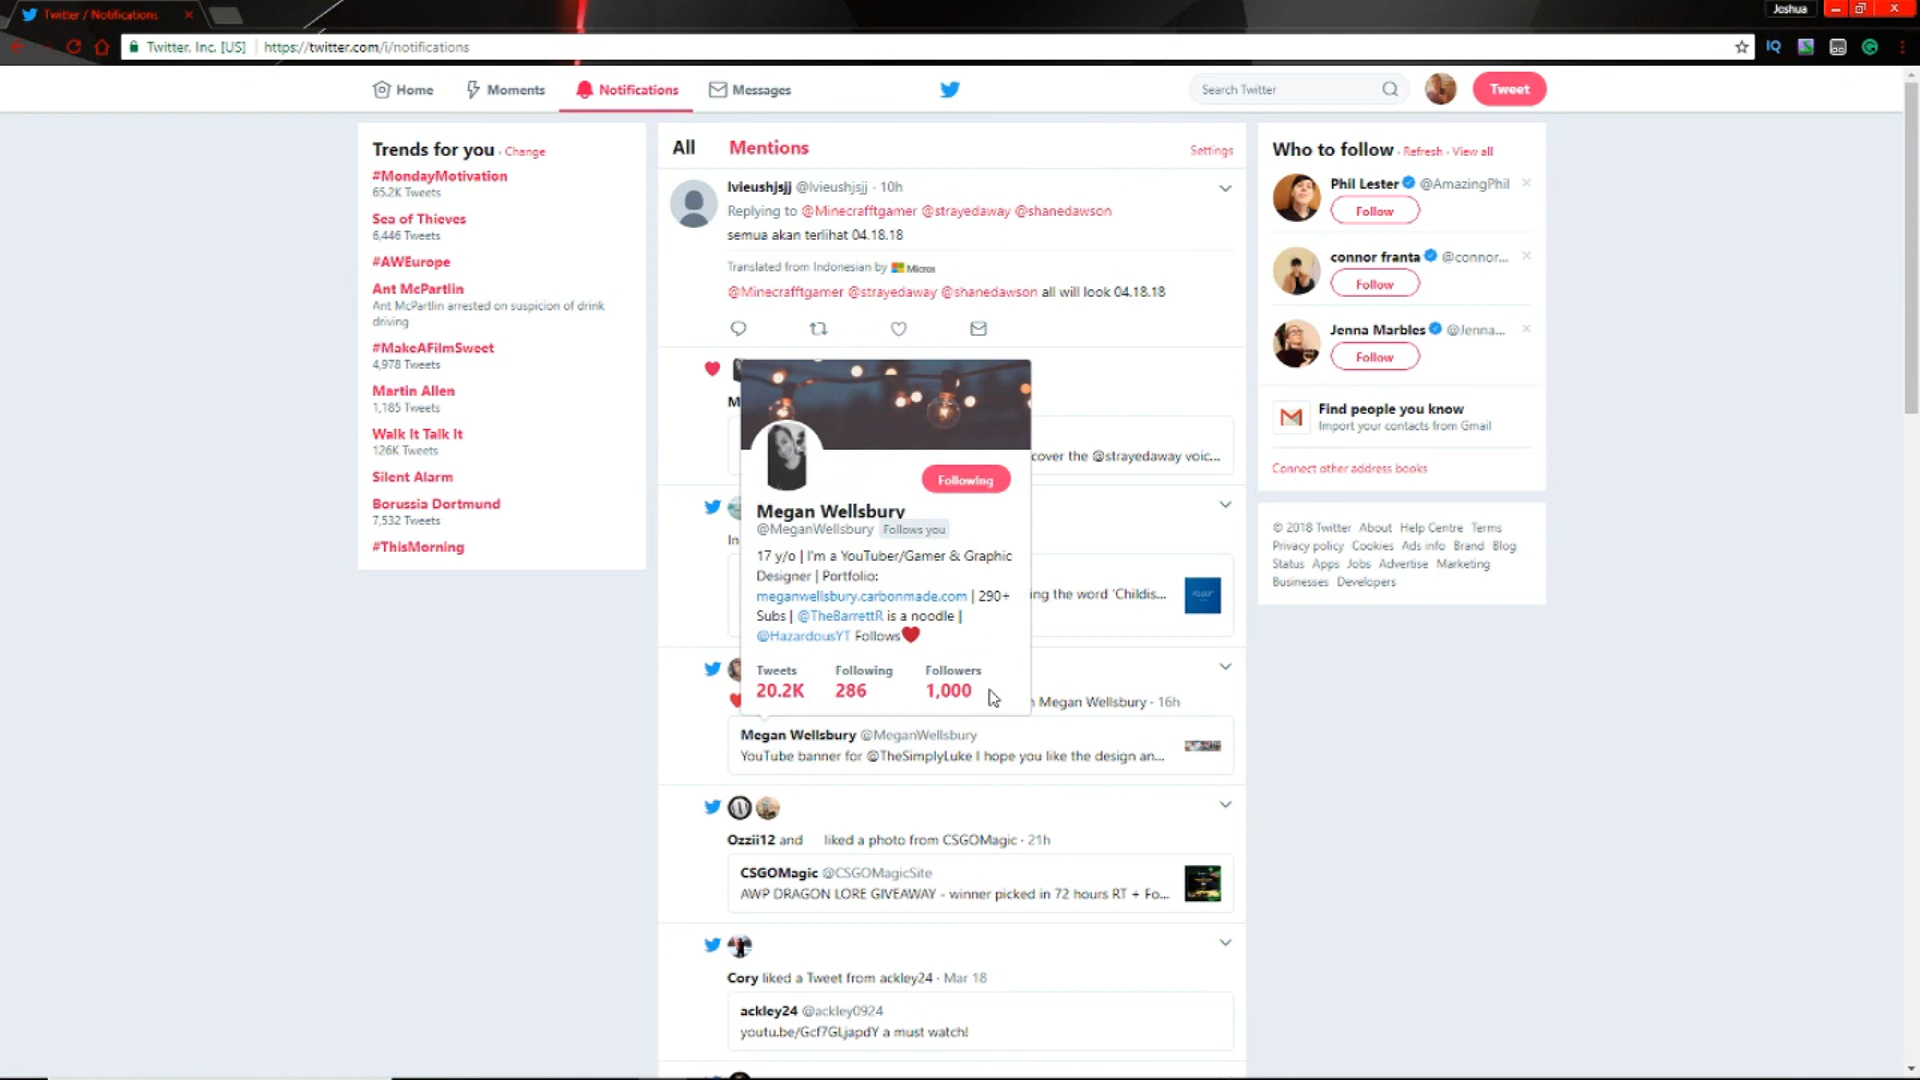 Twitter / Notifications
Joshua
Twitter, Inc. [US]
https://twitter.com/i/notifications
Home
Moments
Notifications
Messages
Search Twitter
Tweet
Trends for you · Change
#MondayMotivation
65.2K Tweets
Sea of Thieves
6,446 Tweets
#AWEurope
Ant McPartlin
Ant McPartlin arrested on suspicion of drink
driving
#MakeAFilmSweet
4,978 Tweets
Martin Allen
1,185 Tweets
Walk It Talk It
126K Tweets
Silent Alarm
Borussia Dortmund
7,532 Tweets
#ThisMorning
All
Mentions
Settings
lvieushjsjj @lvieushjsjj · 10h
Replying to @Minecrafftgamer @strayedaway @shanedawson
semua akan terlihat 04.18.18
Translated from Indonesian by Micros
@Minecrafftgamer @strayedaway @shanedawson all will look 04.18.18
cover the @strayedaway voic...
Following
Megan Wellsbury
@MeganWellsbury Follows you
17 y/o | I'm a YouTuber/Gamer & Graphic
Designer | Portfolio:
meganwellsbury.carbonmade.com | 290+
Subs | @TheBarrettR is a noodle |
@HazardousYT Follows❤
Tweets Following Followers
20.2K 286 1,000
ing the word 'Childis...
Megan Wellsbury · 16h
Megan Wellsbury @MeganWellsbury
YouTube banner for @TheSimplyLuke I hope you like the design an...
Ozzii12 and liked a photo from CSGOMagic · 21h
CSGOMagic @CSGOMagicSite
AWP DRAGON LORE GIVEAWAY - winner picked in 72 hours RT + Fo...
Cory liked a Tweet from ackley24 · Mar 18
ackley24 @ackley0924
youtu.be/Gcf7GLjapdY a must watch!
Who to follow · Refresh · View all
Phil Lester @AmazingPhil
Follow
connor franta @connor...
Follow
Jenna Marbles @Jenna...
Follow
Find people you know
Import your contacts from Gmail
Connect other address books
© 2018 Twitter About Help Centre Terms
Privacy policy Cookies Ads info Brand Blog
Status Apps Jobs Advertise Marketing
Businesses Developers